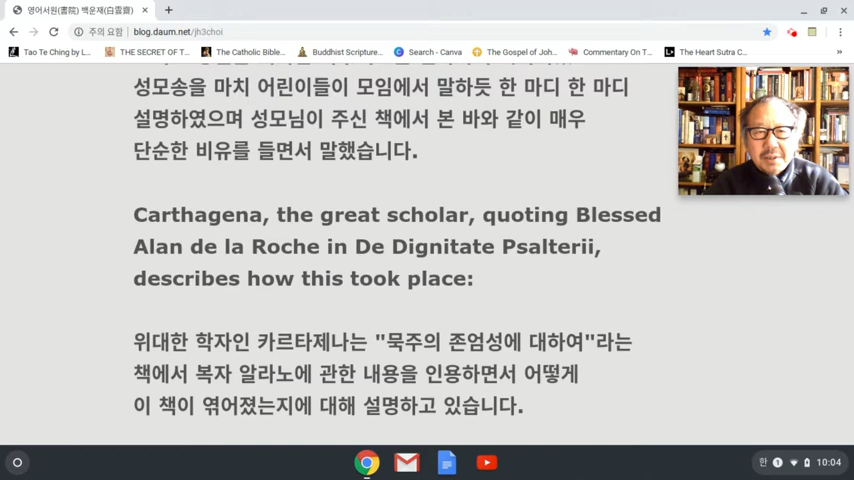 영어서원(書院) 백운재(白雲齋)
주의 요함
blog.daum.net/jh3choi
Tao Te Ching by L...
THE SECRET OF T...
The Catholic Bible...
Buddhist Scripture...
Search - Canva
The Gospel of Joh...
Commentary On T...
The Heart Sutra C...
성모송을 마치 어린이들이 모임에서 말하듯 한 마디 한 마디
설명하였으며 성모님이 주신 책에서 본 바와 같이 매우
단순한 비유를 들면서 말했습니다.
Carthagena, the great scholar, quoting Blessed
Alan de la Roche in De Dignitate Psalterii,
describes how this took place:
위대한 학자인 카르타제나는 "묵주의 존엄성에 대하여"라는
책에서 복자 알라노에 관한 내용을 인용하면서 어떻게
이 책이 엮어졌는지에 대해 설명하고 있습니다.
한 1 10:04